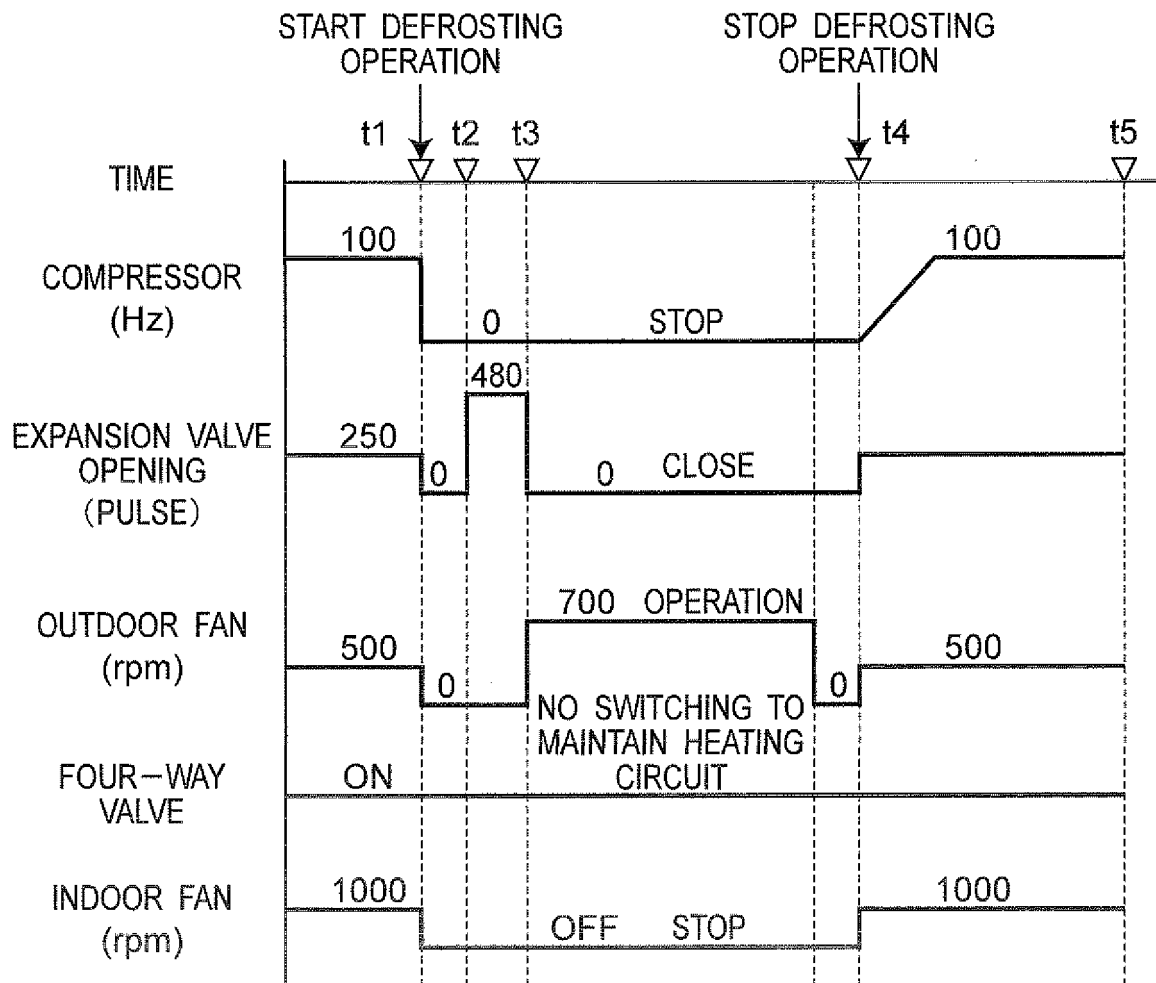 START DEFROSTING
OPERATION
STOP DEFROSTING
OPERATION
t1 t2 t3 t4 t5
TIME
100 100
COMPRESSOR
(Hz)
0 STOP
480
EXPANSION VALVE
OPENING
(PULSE)
250
0 0 CLOSE
700 OPERATION
OUTDOOR FAN
(rpm)
500 500
0 0
NO SWITCHING TO
MAINTAIN HEATING
CIRCUIT
FOUR-WAY
VALVE
ON
1000 1000
INDOOR FAN
(rpm)
OFF STOP